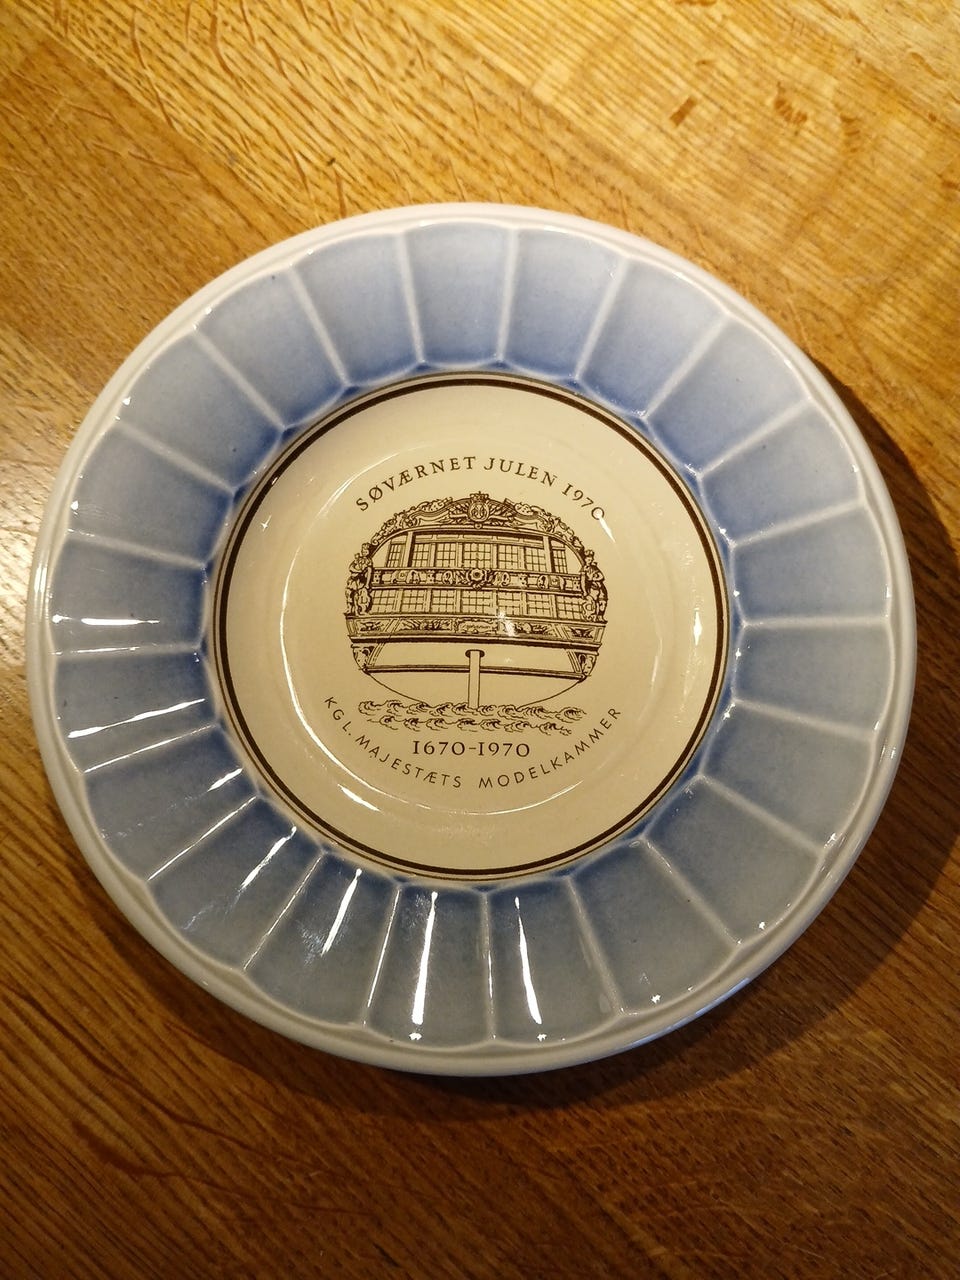 SØVÆRNET JULEN 1970
1670-1970
KGL. MAJESTÆTS MODELKAMMER